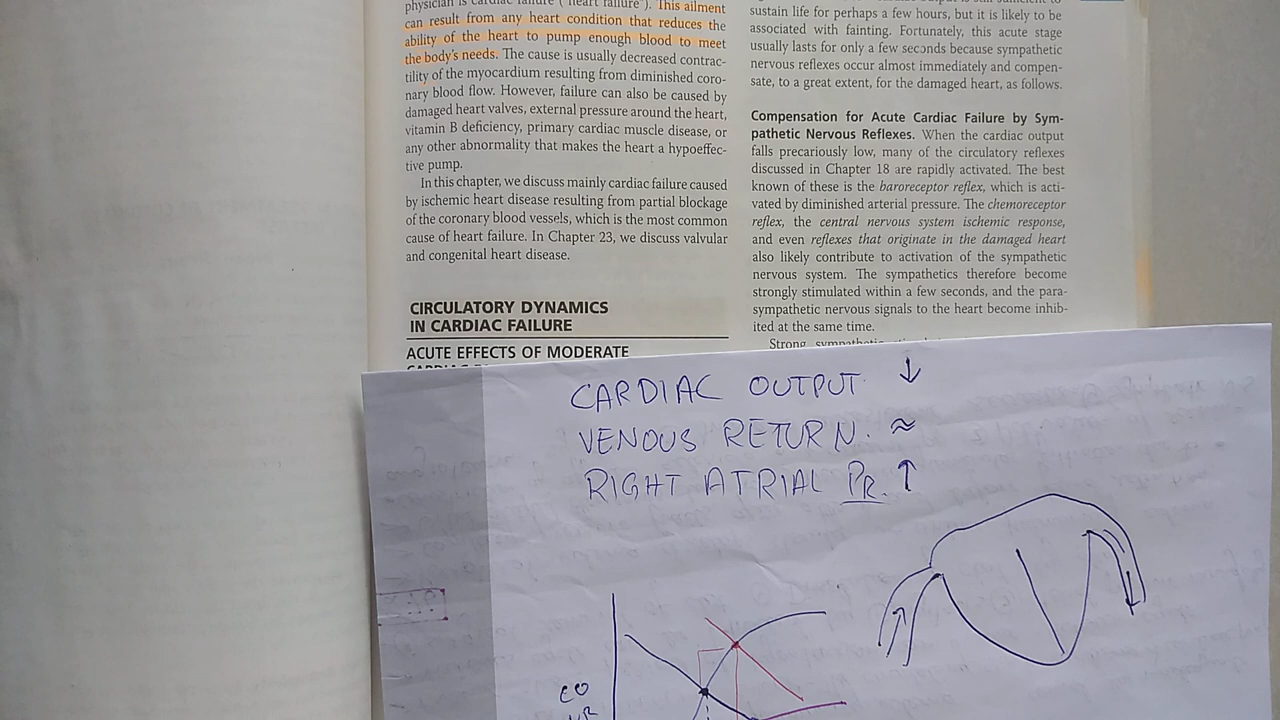 physician is cardiac failure ("heart failure"). This ailment
can result from any heart condition that reduces the
ability of the heart to pump enough blood to meet
the body's needs. The cause is usually decreased contrac-
tility of the myocardium resulting from diminished coro-
nary blood flow. However, failure can also be caused by
damaged heart valves, external pressure around the heart,
vitamin B deficiency, primary cardiac muscle disease, or
any other abnormality that makes the heart a hypoeffec-
tive pump.
In this chapter, we discuss mainly cardiac failure caused
by ischemic heart disease resulting from partial blockage
of the coronary blood vessels, which is the most common
cause of heart failure. In Chapter 23, we discuss valvular
and congenital heart disease.
CIRCULATORY DYNAMICS
IN CARDIAC FAILURE
ACUTE EFFECTS OF MODERATE
sustain life for perhaps a few hours, but it is likely to be
associated with fainting. Fortunately, this acute stage
usually lasts for only a few seconds because sympathetic
nervous reflexes occur almost immediately and compen-
sate, to a great extent, for the damaged heart, as follows.
Compensation for Acute Cardiac Failure by Sym-
pathetic Nervous Reflexes. When the cardiac output
falls precariously low, many of the circulatory reflexes
discussed in Chapter 18 are rapidly activated. The best
known of these is the baroreceptor reflex, which is acti-
vated by diminished arterial pressure. The chemoreceptor
reflex, the central nervous system ischemic response,
and even reflexes that originate in the damaged heart
also likely contribute to activation of the sympathetic
nervous system. The sympathetics therefore become
strongly stimulated within a few seconds, and the para-
sympathetic nervous signals to the heart become inhib-
ited at the same time.
Strong sympathetic
CARDIAC OUTPUT ↓
VENOUS RETURN. ≈
RIGHT ATRIAL PR. ↑
CO
VR